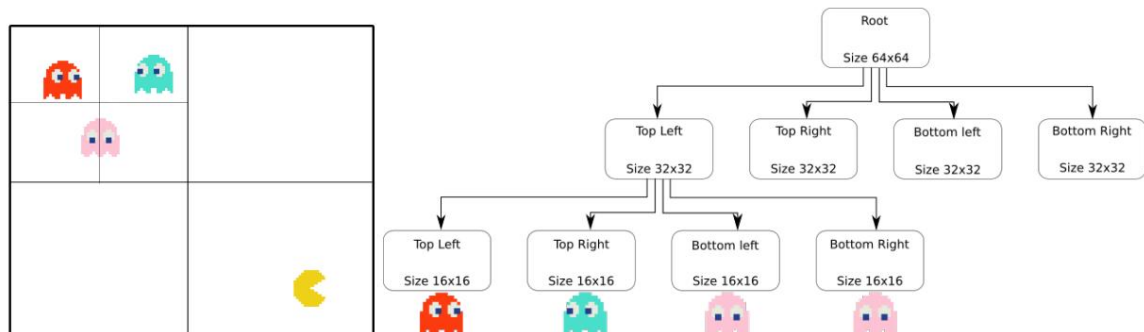 Root
Size 64x64
Top Left
Size 32x32
Top Right
Size 32x32
Bottom left
Size 32x32
Bottom Right
Size 32x32
Top Left
Size 16x16
Top Right
Size 16x16
Bottom left
Size 16x16
Bottom Right
Size 16x16